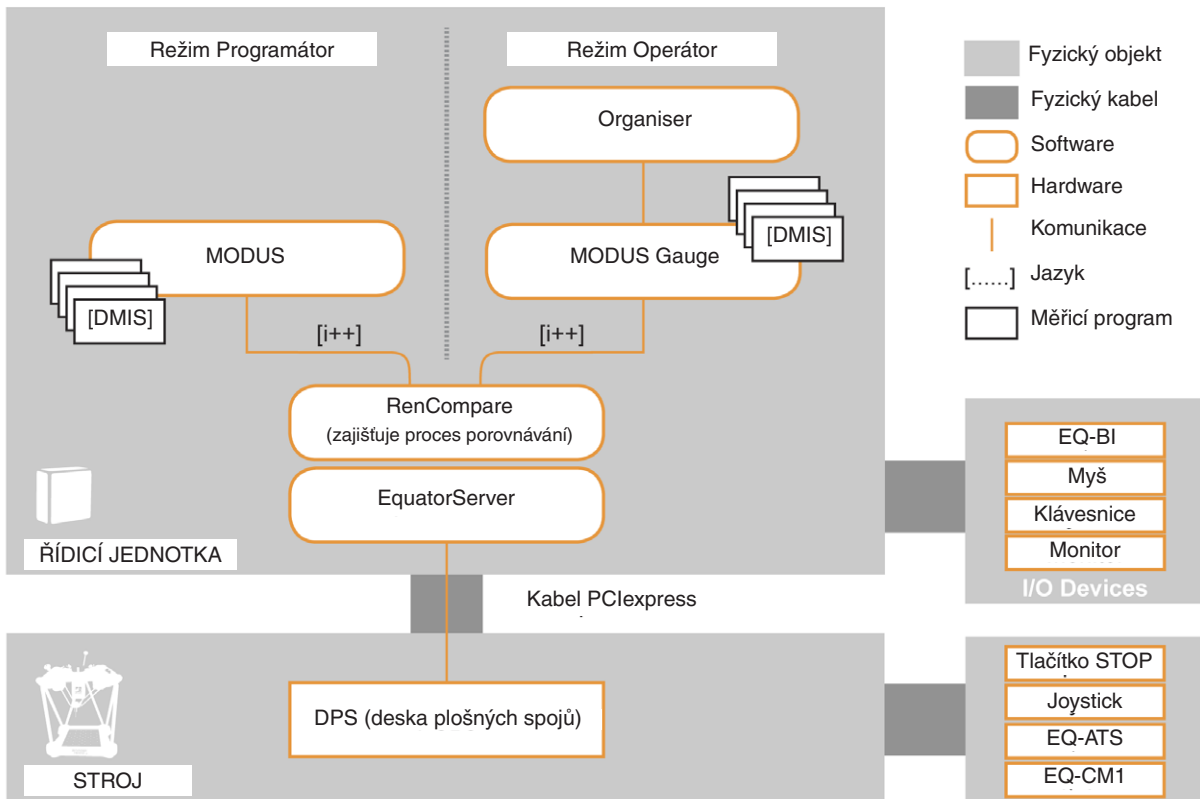 Režim Programátor
Režim Operátor
Organiser
MODUS
[DMIS]
MODUS Gauge
[DMIS]
[i++]
[i++]
RenCompare
(zajišťuje proces porovnávání)
EquatorServer
ŘÍDICÍ JEDNOTKA
Kabel PCIexpress
DPS (deska plošných spojů)
STROJ
Fyzický objekt
Fyzický kabel
Software
Hardware
Komunikace
[......] Jazyk
Měřicí program
EQ-BI
Myš
Klávesnice
Monitor
I/O Devices
Tlačítko STOP
Joystick
EQ-ATS
EQ-CM1